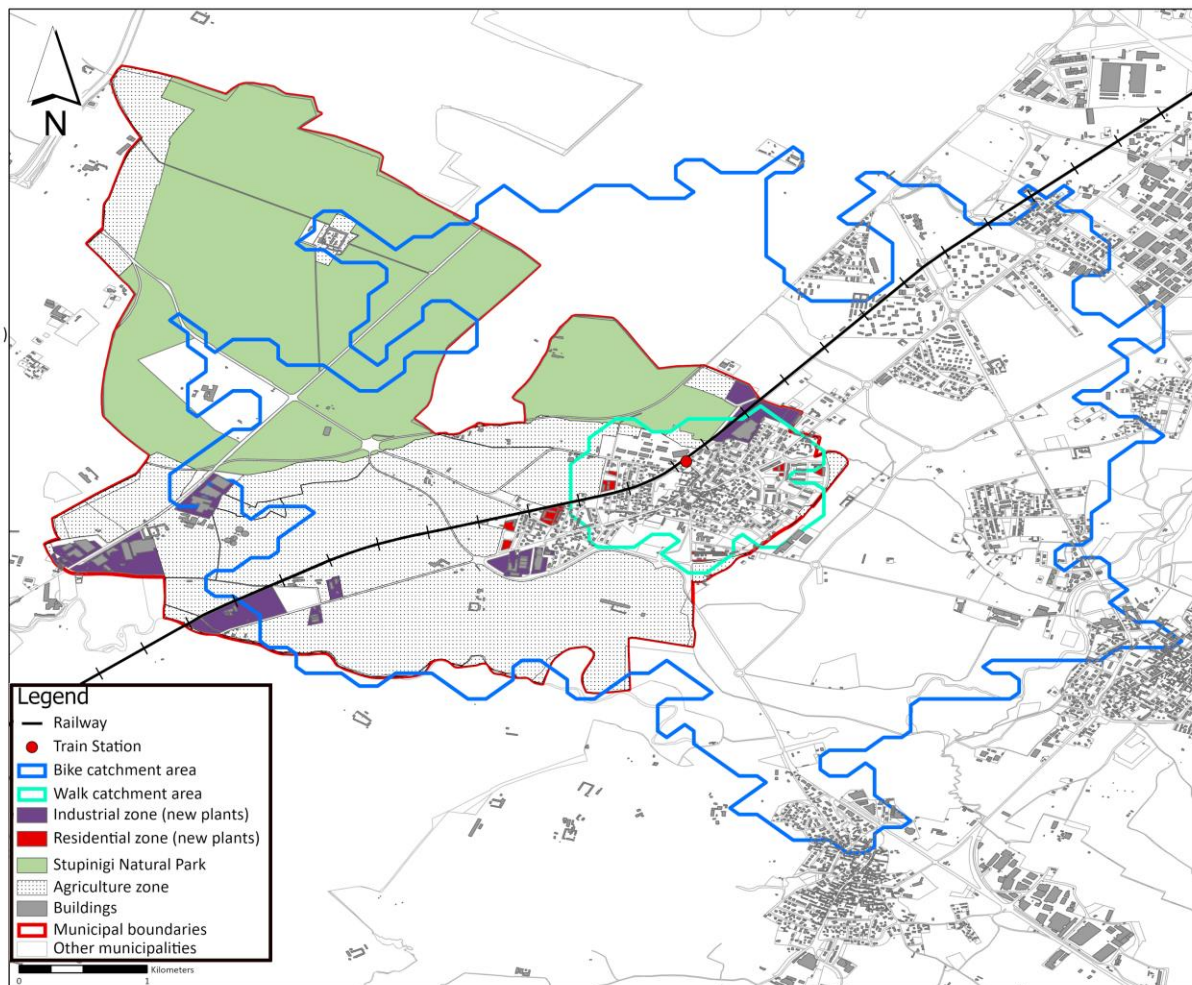 N
)
Legend
Railway
Train Station
Bike catchment area
Walk catchment area
Industrial zone (new plants)
Residential zone (new plants)
Stupinigi Natural Park
Agriculture zone
Buildings
Municipal boundaries
Other municipalities
Kilometers
0 1